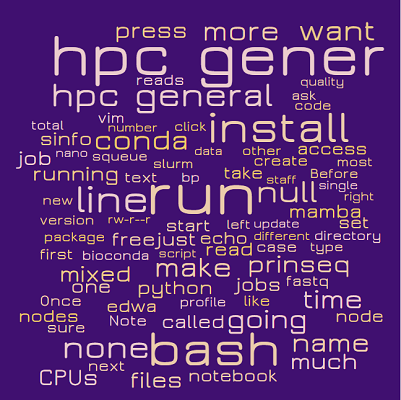 press more want
hpc gener
reads quality
hpc general ask
code
vim install
total number click
sinfo conda data other access
nano squeue create most
job slurm
running text bp take staff Before
single
new line run null right
mamba
version rw-r--r start left update set
package freejust echo different directory
first bioconda script read case type
mixed make prinseq
one python jobs fastq
0nce edwa profile like time
nodes Note called going node
sure
none bash name
next much
CPUs files notebook